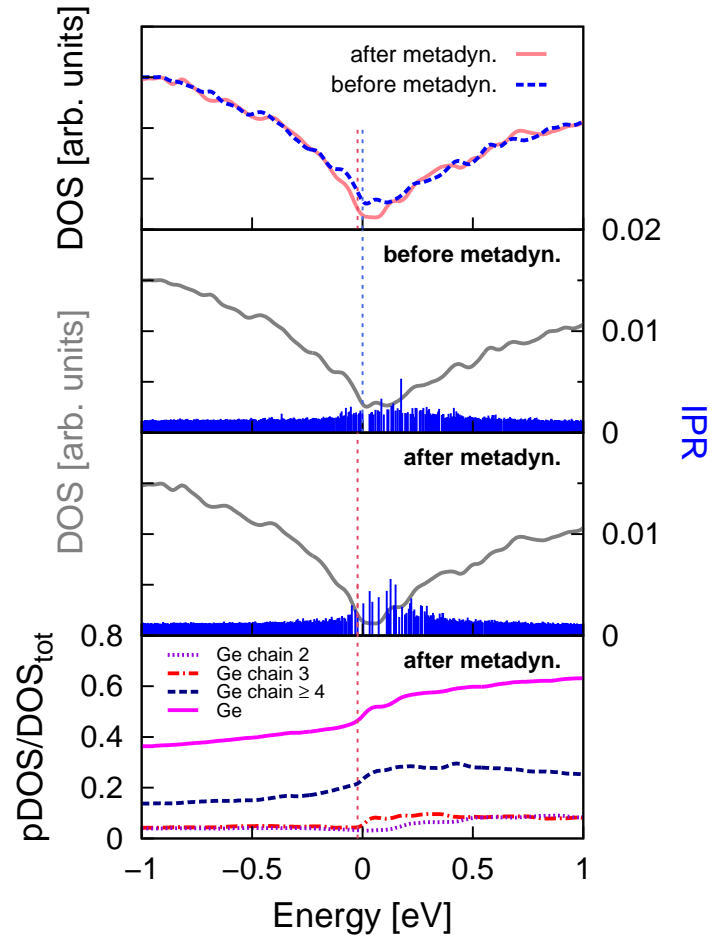 DOS [arb. units]
after metadyn.
before metadyn.
0.02
DOS [arb. units]
before metadyn.
0.01
0
IPR
after metadyn.
0.01
0
pDOS/DOS_tot
0.8
0.6
0.4
0.2
0
Ge chain 2
Ge chain 3
Ge chain ≥ 4
Ge
after metadyn.
−1 −0.5 0 0.5 1
Energy [eV]